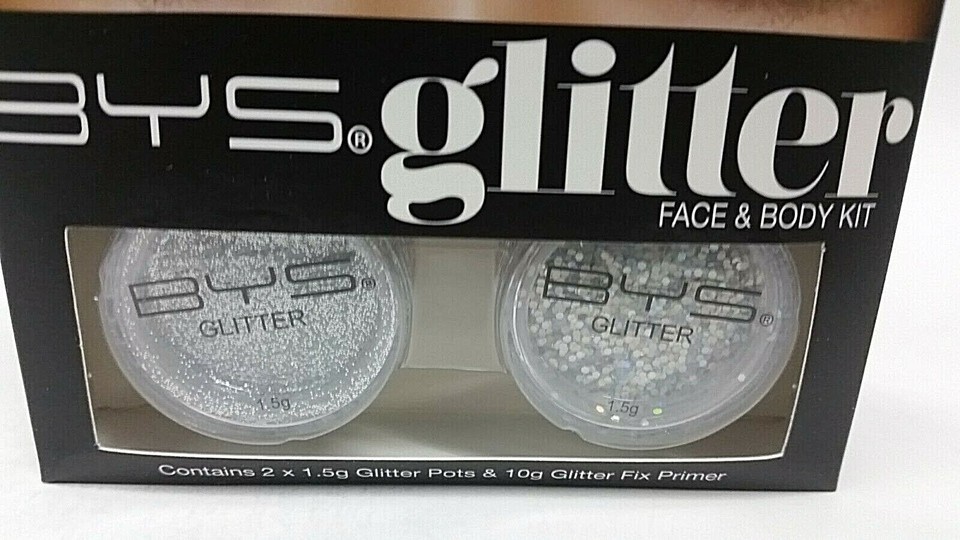 BYS® glitter
FACE & BODY KIT
BYS®
GLITTER
1.5g
BYS®
GLITTER
1.5g
Contains 2 x 1.5g Glitter Pots & 10g Glitter Fix Primer